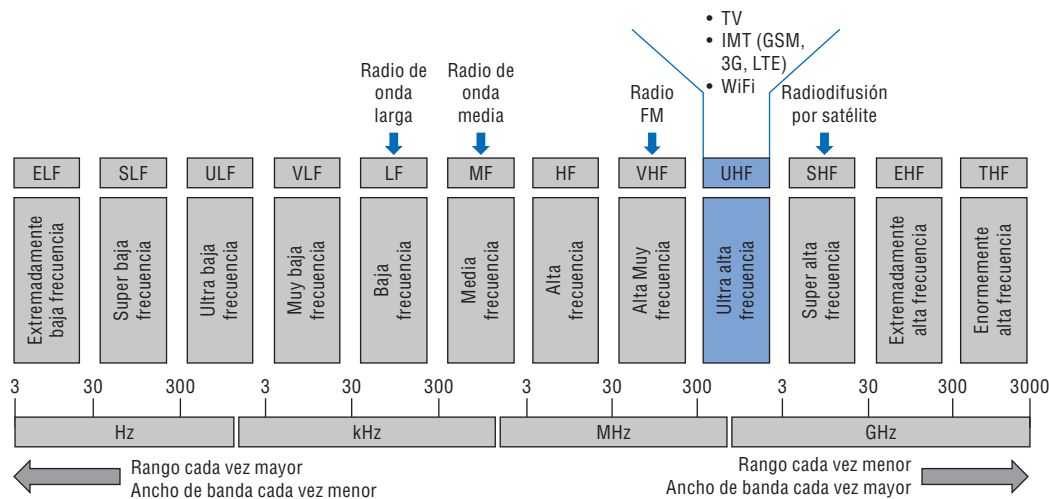 • TV
• IMT (GSM,
3G, LTE)
• WiFi
Radio de
onda
larga
Radio de
onda
media
Radio
FM
Radiodifusión
por satélite
ELF SLF ULF VLF LF MF HF VHF UHF SHF EHF THF
Extremadamente
baja frecuencia
Super baja
frecuencia
Ultra baja
frecuencia
Muy baja
frecuencia
Baja
frecuencia
Media
frecuencia
Alta
frecuencia
Alta Muy
frecuencia
Ultra alta
frecuencia
Super alta
frecuencia
Extremadamente
alta frecuencia
Enormemente
alta frecuencia
3 30 300 3 30 300 3 30 300 3 30 300 3000
Hz kHz MHz GHz
Rango cada vez mayor
Ancho de banda cada vez menor
Rango cada vez menor
Ancho de banda cada vez mayor